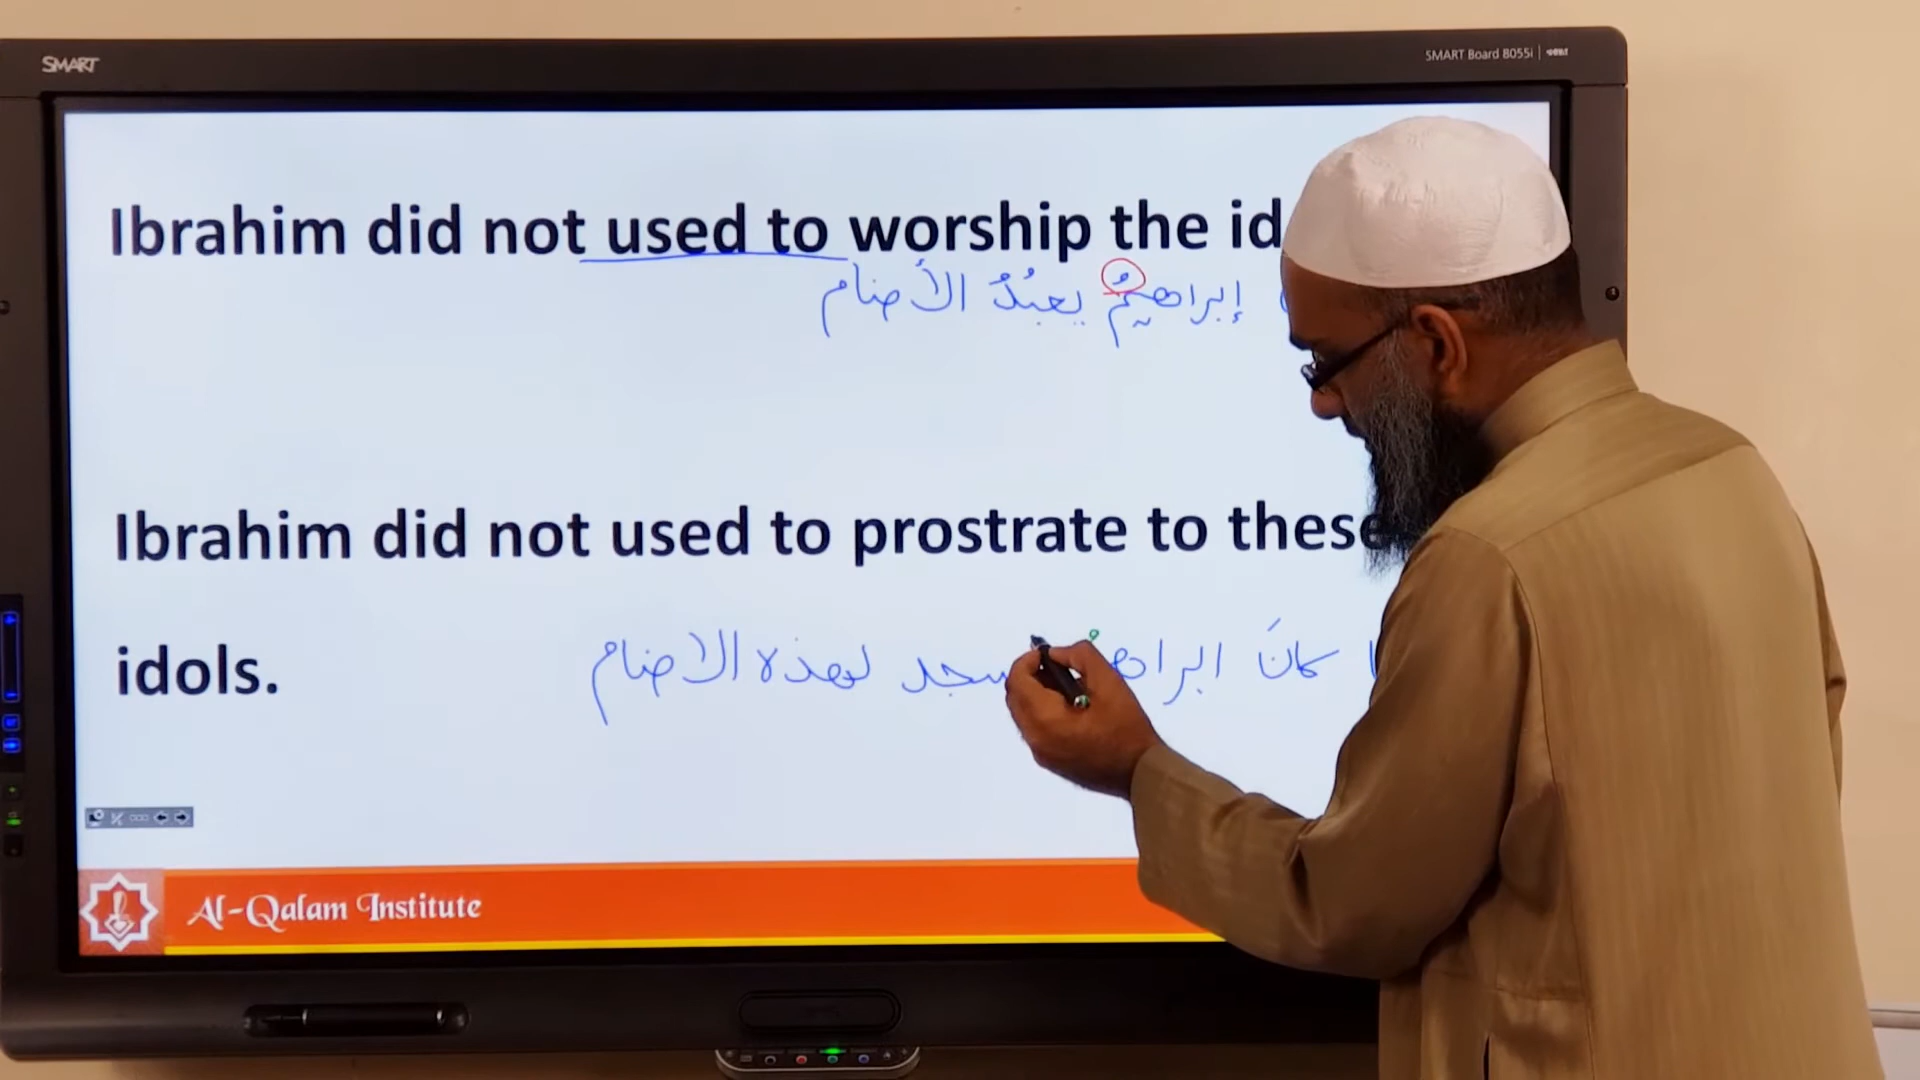 SMART
SMART Board 8055i
Ibrahim did not used to worship the id
إبراهيمُ يعبُدُ الأصنام
Ibrahim did not used to prostrate to these
idols.
كانَ ابراهـ سجد لهذه الاصنام
Al-Qalam Institute